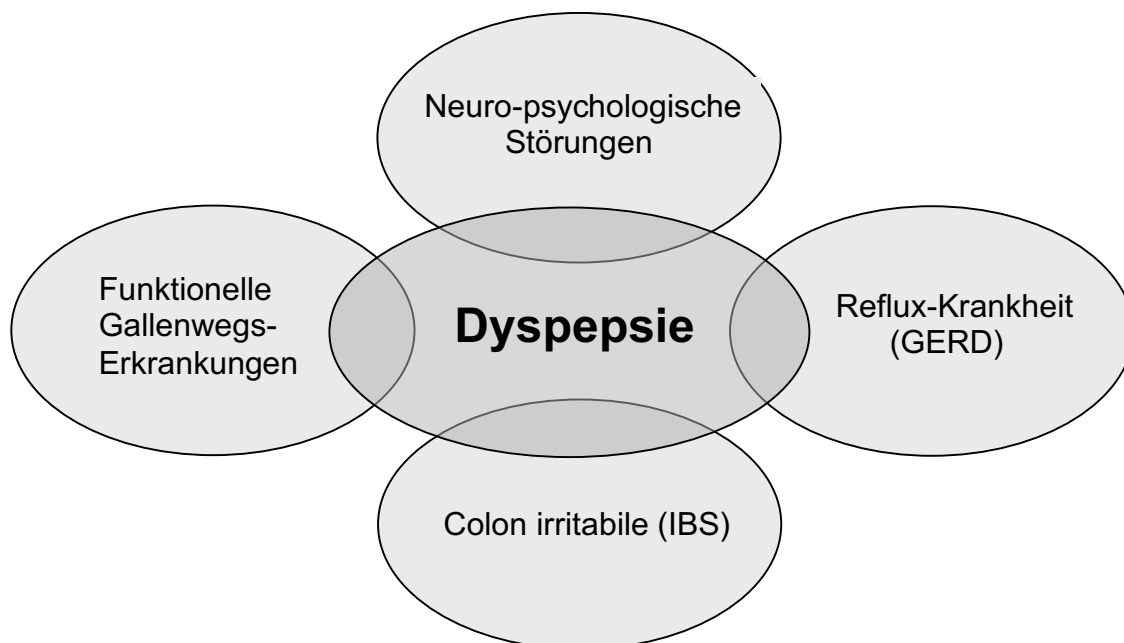 Neuro-psychologische
Störungen
Funktionelle
Gallenwegs-
Erkrankungen
Dyspepsie
Reflux-Krankheit
(GERD)
Colon irritabile (IBS)